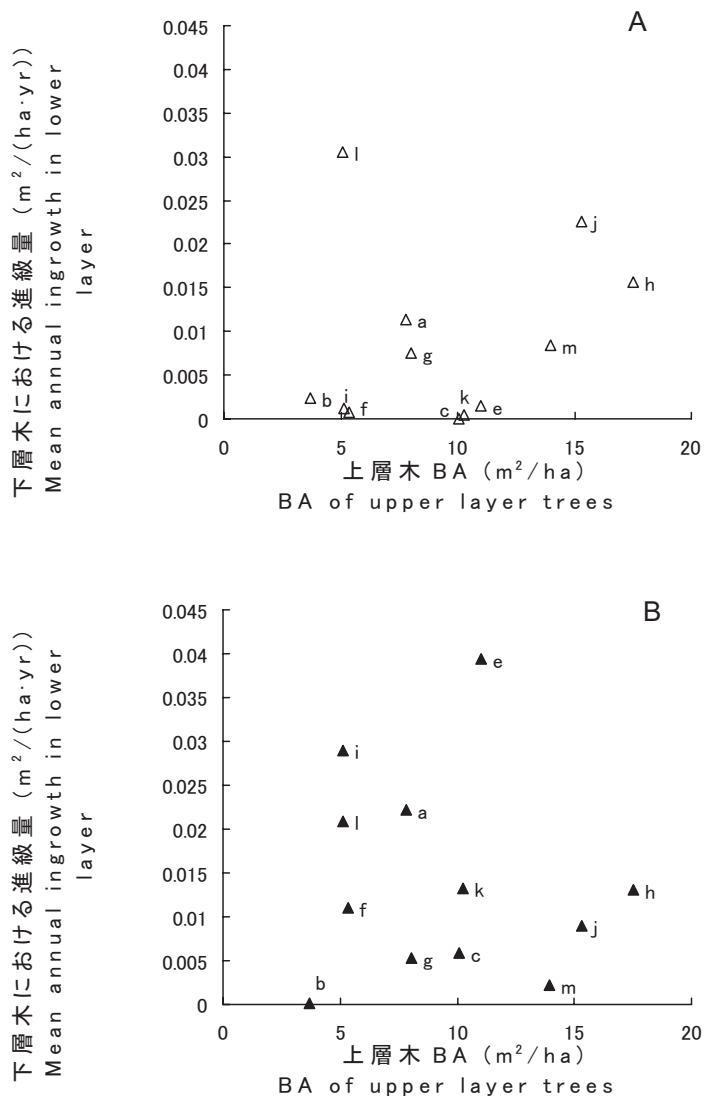 A
0.045
0.04
0.035
0.03
0.025
0.02
0.015
0.01
0.005
0
下層木における進級量 (m²/(ha·yr))
Mean annual ingrowth in lower
layer
l
j
h
a
g
m
b
i
f
c
k
e
0 5 10 15 20
上層木 BA (m²/ha)
BA of upper layer trees
B
0.045
0.04
0.035
0.03
0.025
0.02
0.015
0.01
0.005
0
下層木における進級量 (m²/(ha·yr))
Mean annual ingrowth in lower
layer
e
i
a
l
k
h
f
j
g
c
m
b
0 5 10 15 20
上層木 BA (m²/ha)
BA of upper layer trees